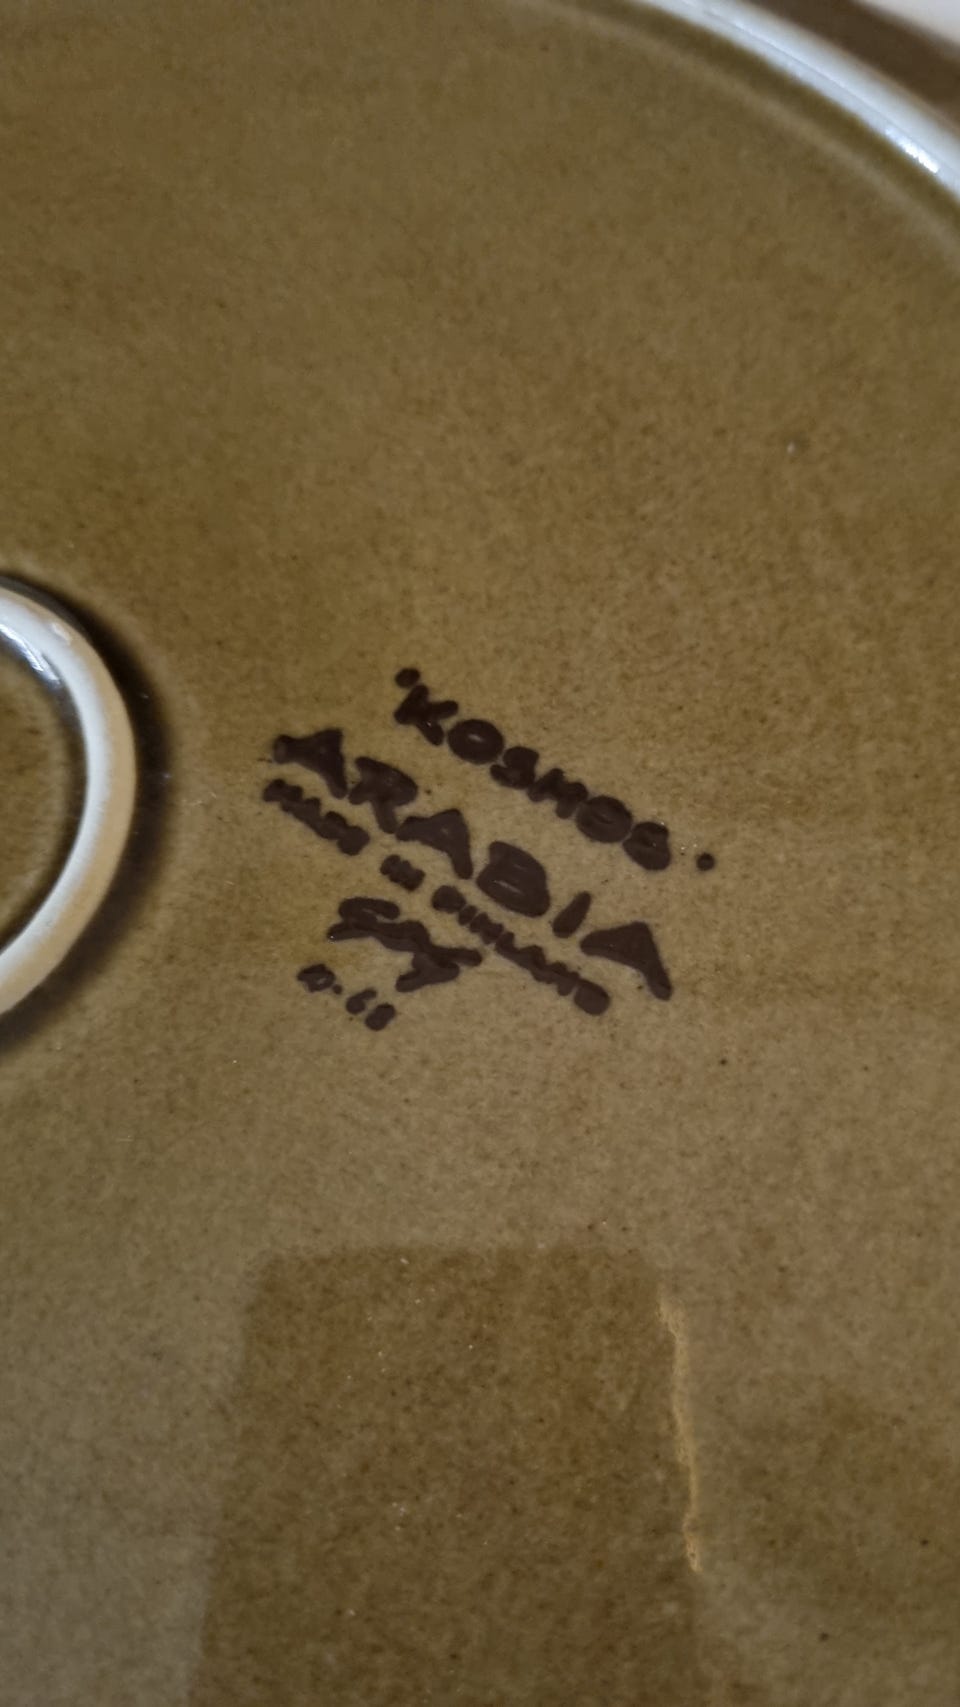 "KOSMOS"
ARABIA
MADE IN FINLAND